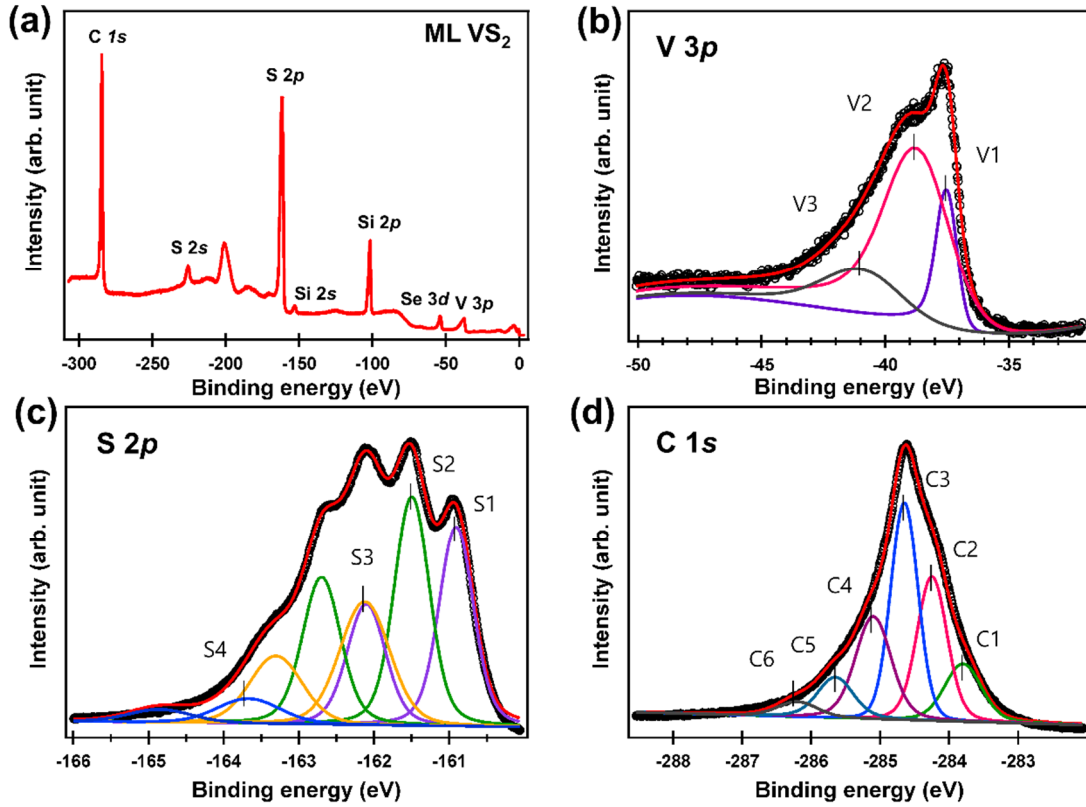 (a)
ML VS2
C 1s
S 2p
S 2s
Si 2p
Si 2s
Se 3d
V 3p
Intensity (arb. unit)
-300
-250
-200
-150
-100
-50
0
Binding energy (eV)
(b)
V 3p
V2
V1
V3
Intensity (arb. unit)
-50
-45
-40
-35
Binding energy (eV)
(c)
S 2p
S2
S1
S3
S4
Intensity (arb. unit)
-166
-165
-164
-163
-162
-161
Binding energy (eV)
(d)
C 1s
C3
C2
C4
C1
C5
C6
Intensity (arb. unit)
-288
-287
-286
-285
-284
-283
Binding energy (eV)